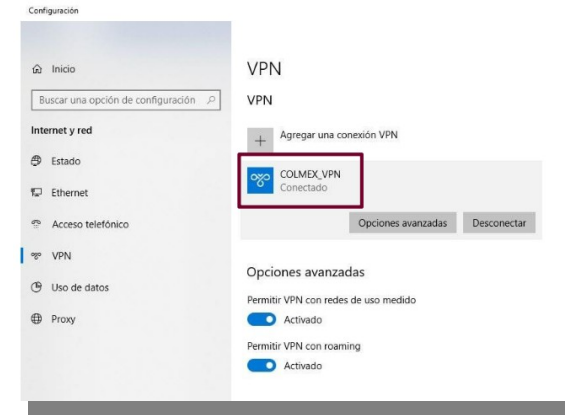 Configuración
Inicio
Buscar una opción de configuración
Internet y red
Estado
Ethernet
Acceso telefónico
VPN
Uso de datos
Proxy
VPN
VPN
Agregar una conexión VPN
COLMEX_VPN
Conectado
Opciones avanzadas
Desconectar
Opciones avanzadas
Permitir VPN con redes de uso medido
Activado
Permitir VPN con roaming
Activado